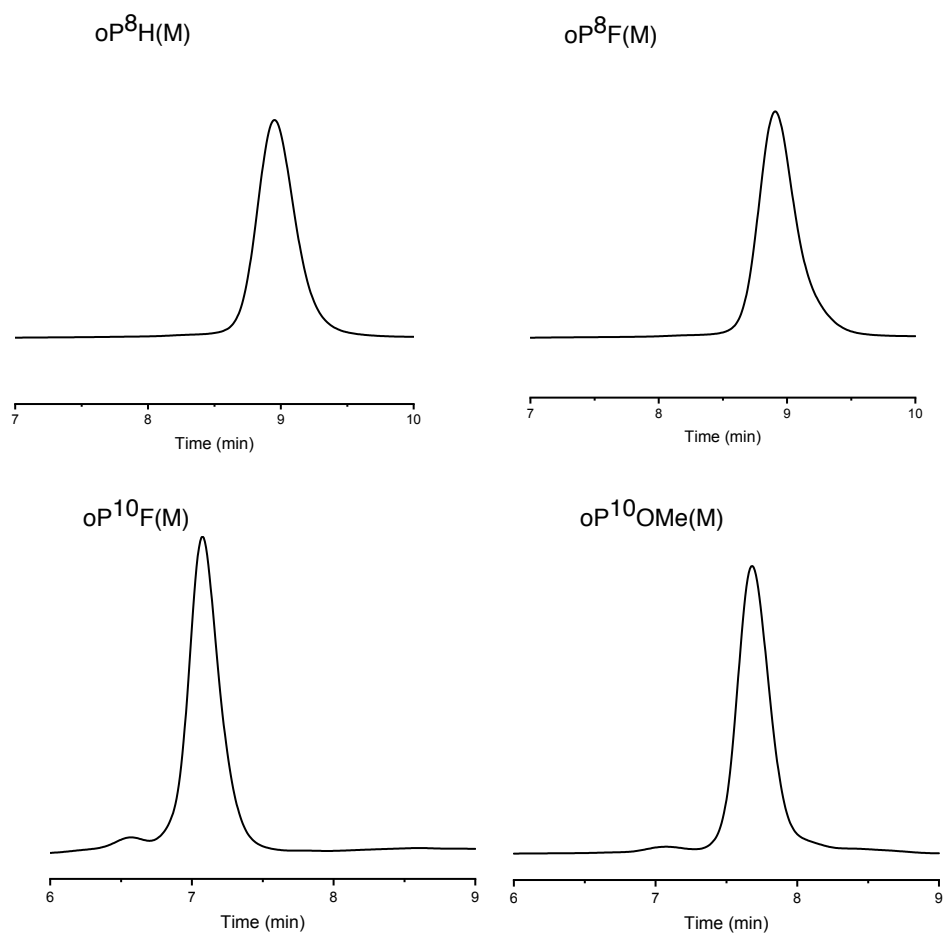 oP⁸H(M)
oP⁸F(M)
7 8 9 10
Time (min)
7 8 9 10
Time (min)
oP¹⁰F(M)
oP¹⁰OMe(M)
6 7 8 9
Time (min)
6 7 8 9
Time (min)